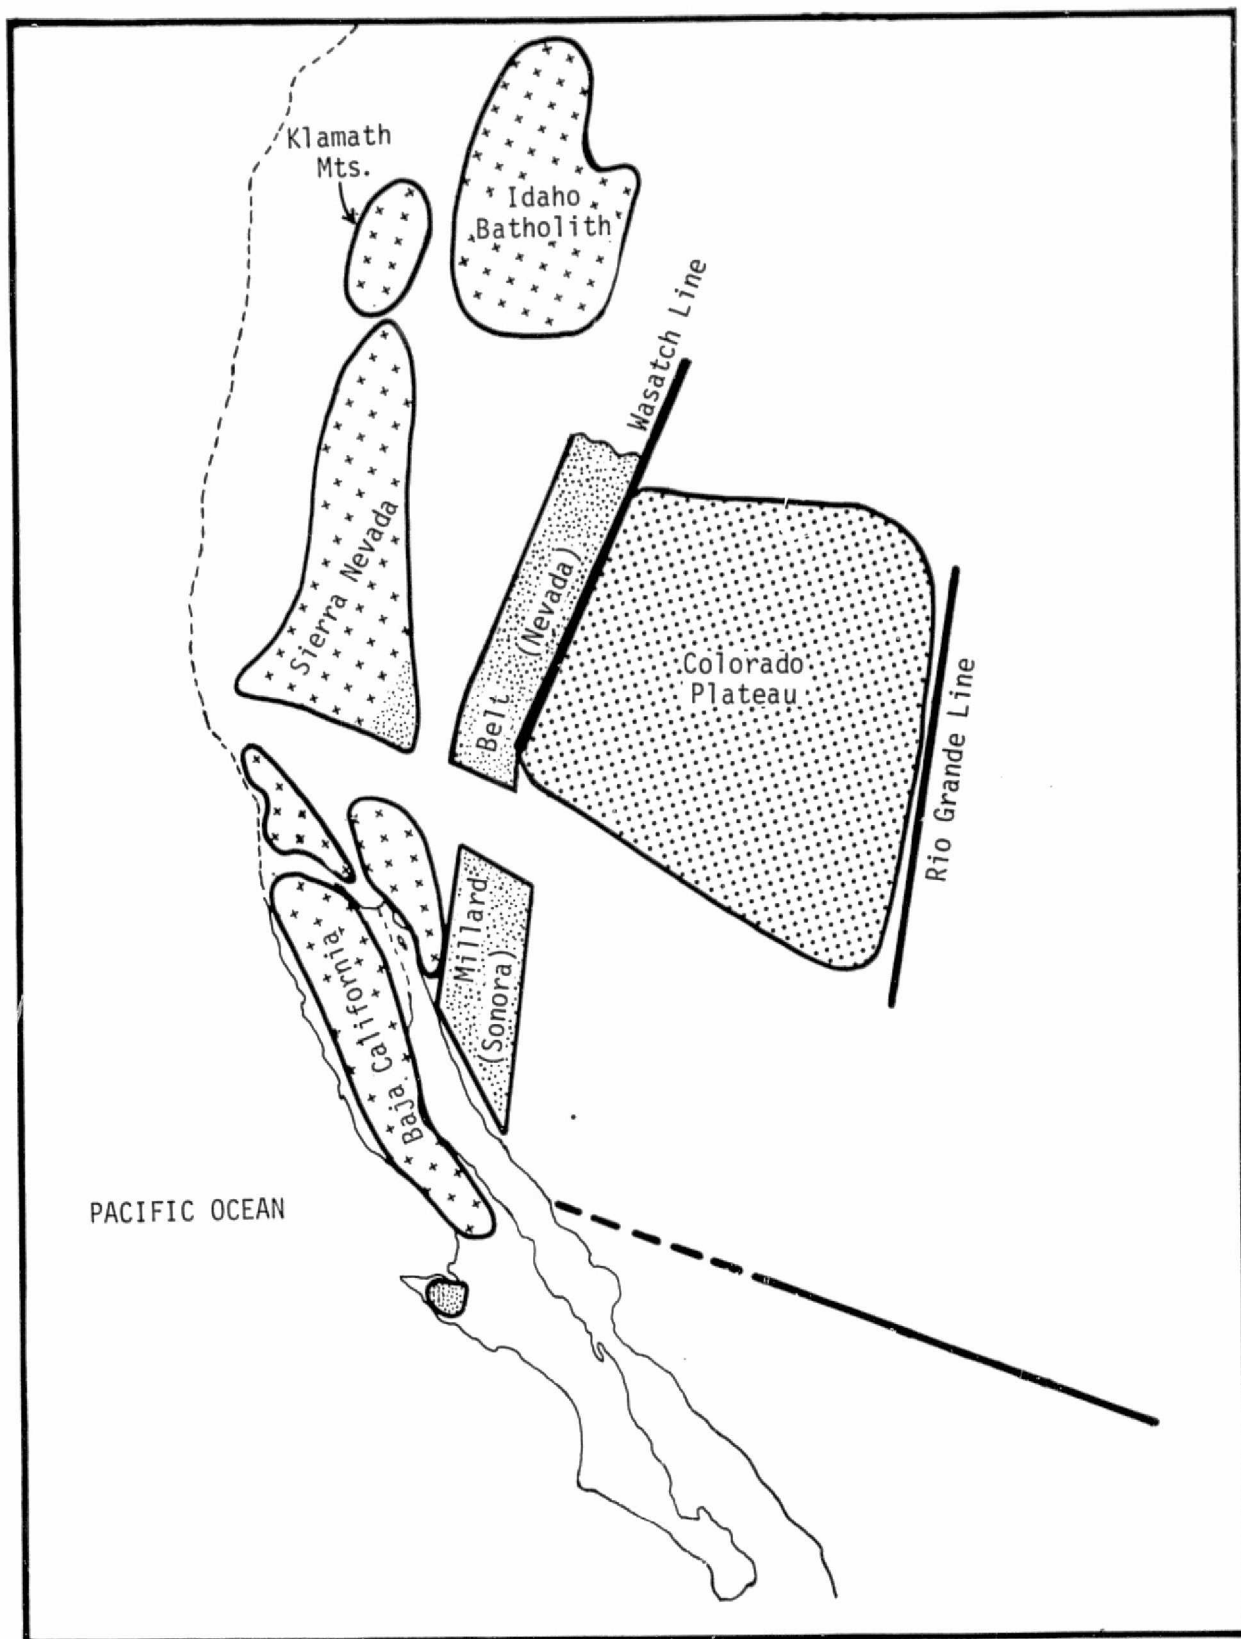 Klamath
Mts.
Idaho
Batholith
Wasatch Line
Sierra Nevada
Belt (Nevada)
Colorado
Plateau
Rio Grande Line
Millard
(Sonora)
Baja California
PACIFIC OCEAN